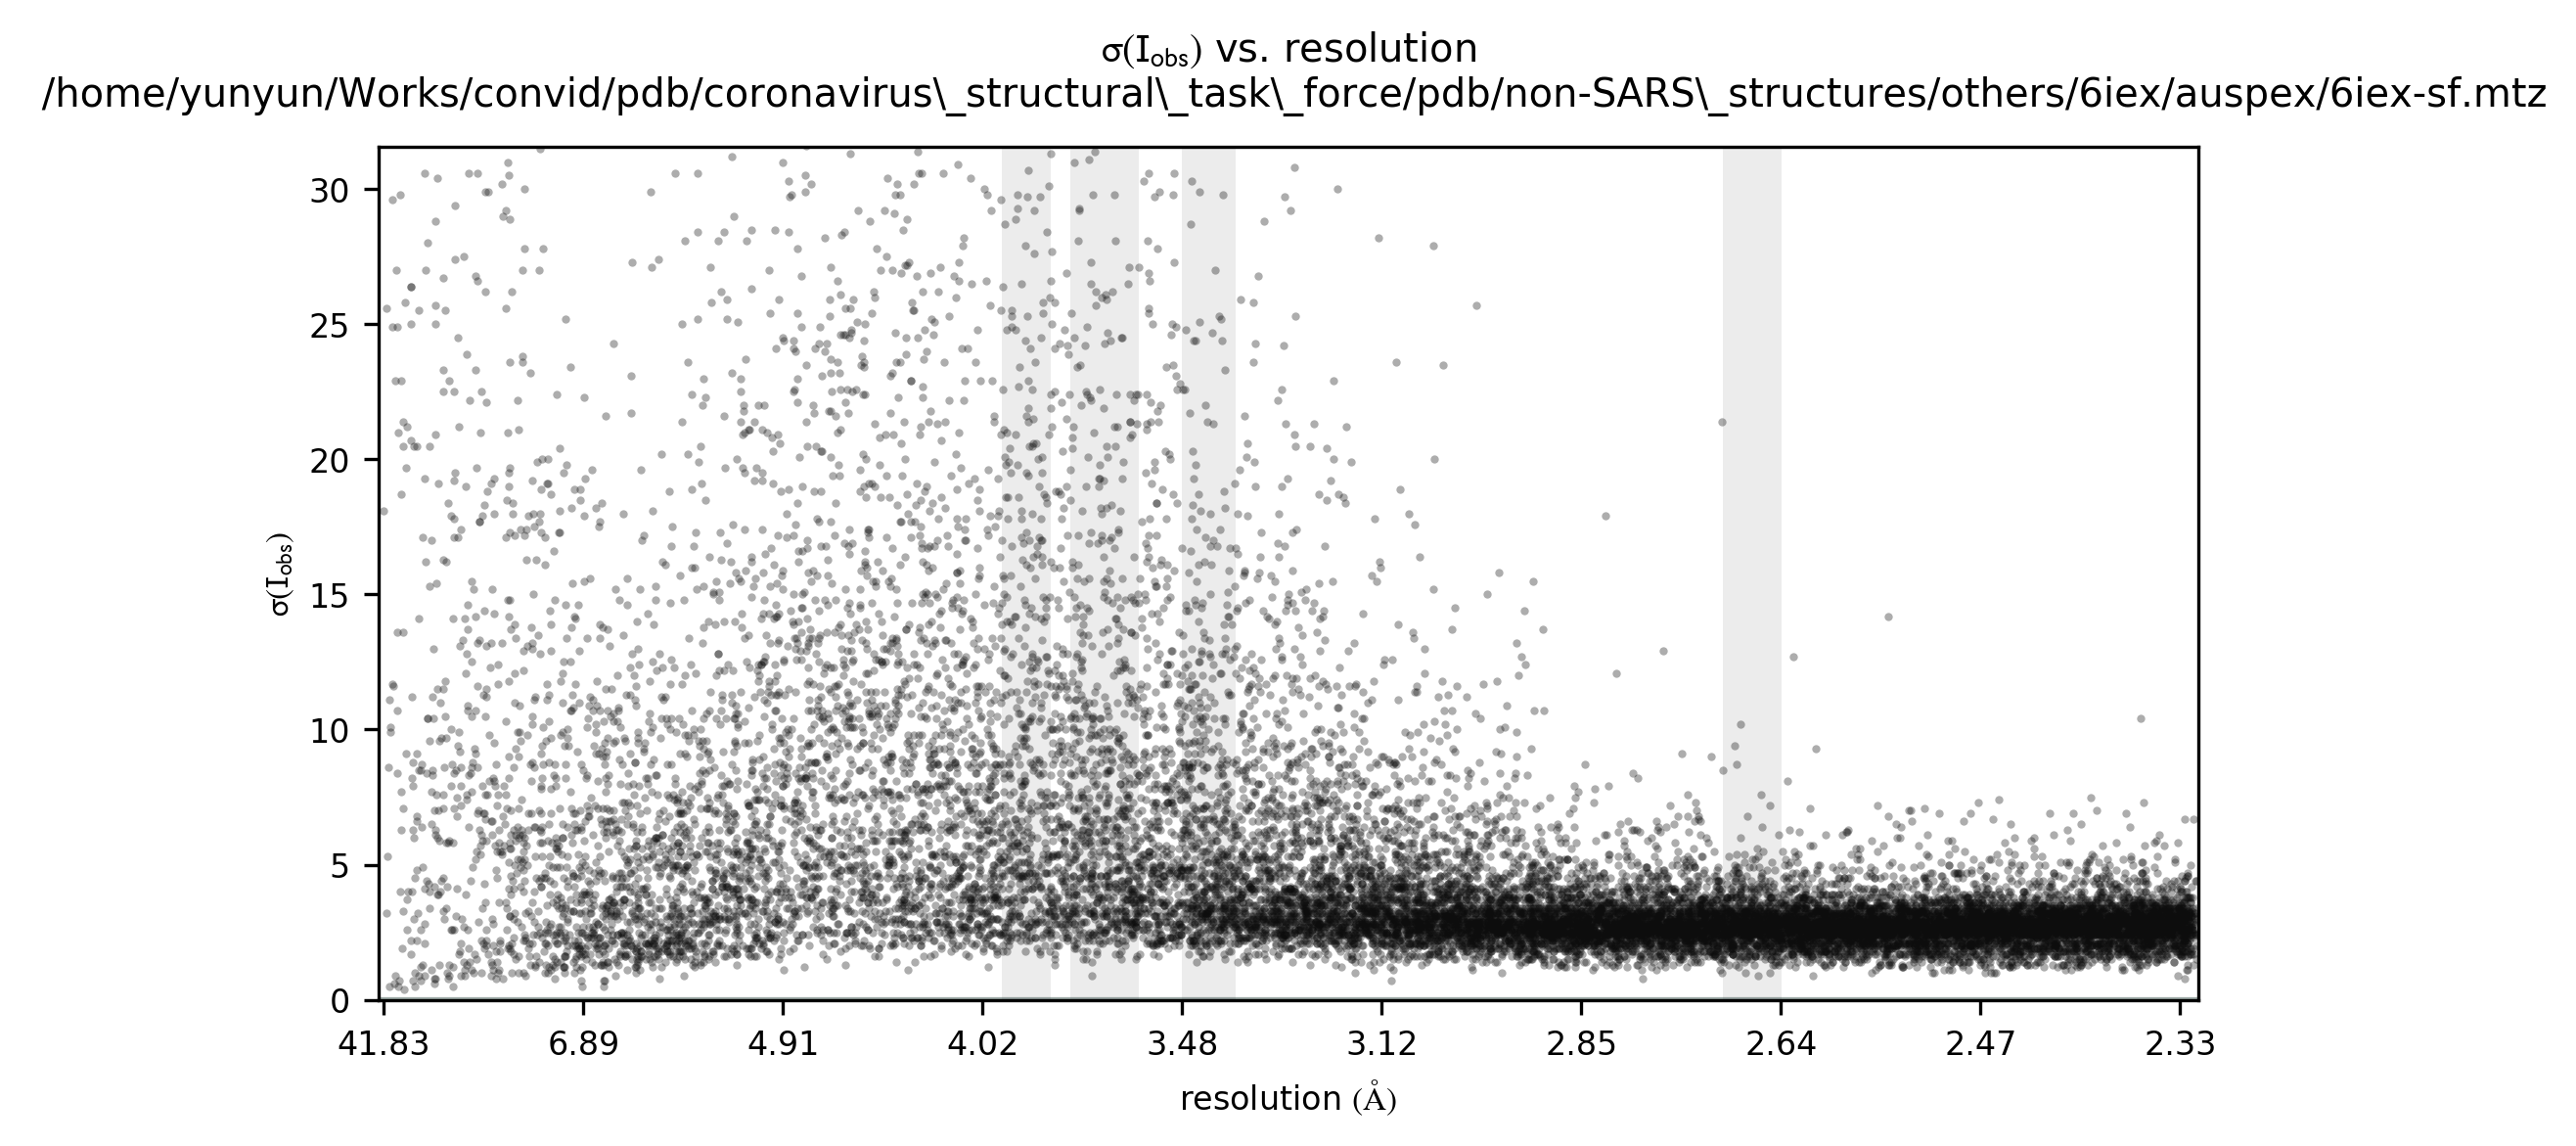 σ(I_obs) vs. resolution
/home/yunyun/Works/convid/pdb/coronavirus\_structural\_task\_force/pdb/non-SARS\_structures/others/6iex/auspex/6iex-sf.mtz
30
25
20
15
10
5
0
σ(I_obs)
41.83 6.89 4.91 4.02 3.48 3.12 2.85 2.64 2.47 2.33
resolution (Å)